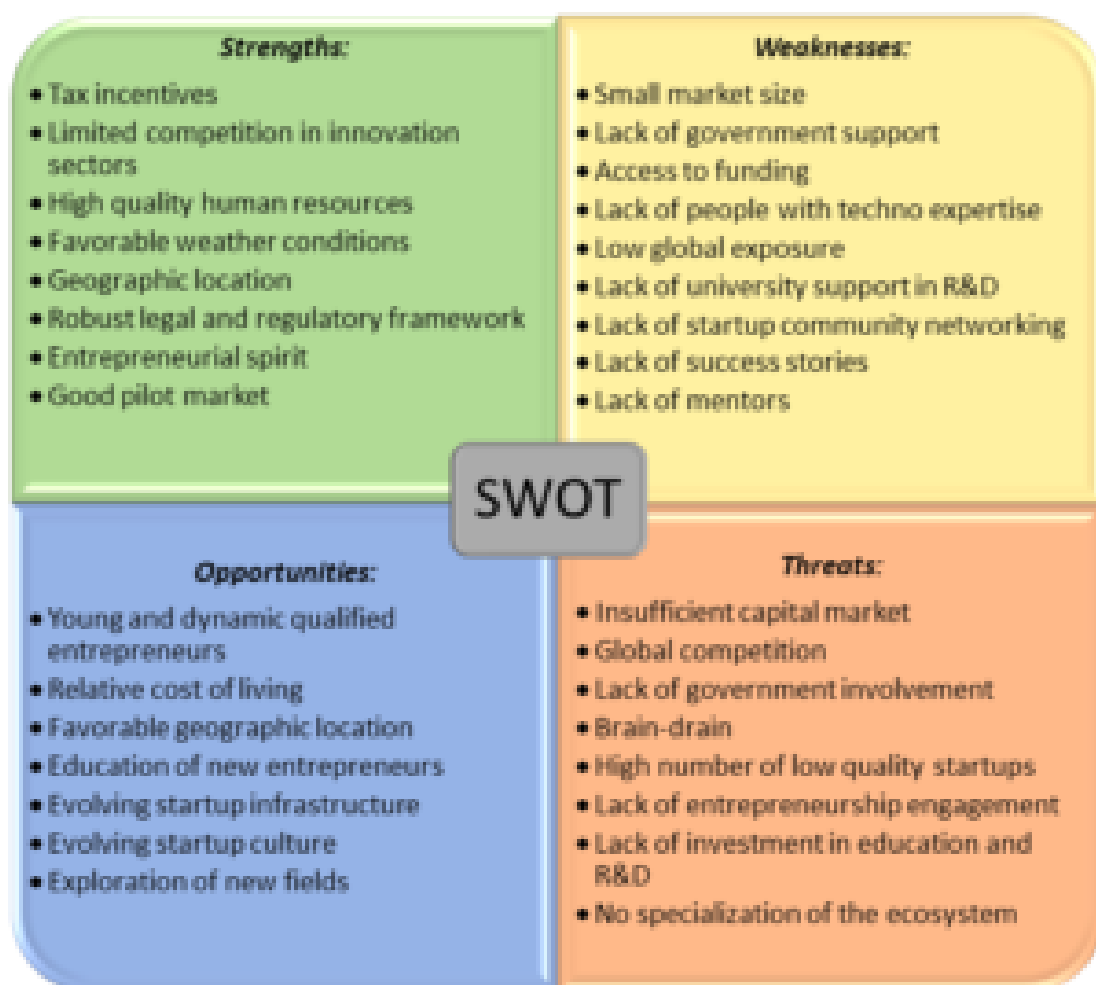 Strengths:
• Tax incentives
• Limited competition in innovation
sectors
• High quality human resources
• Favorable weather conditions
• Geographic location
• Robust legal and regulatory framework
• Entrepreneurial spirit
• Good pilot market
Weaknesses:
• Small market size
• Lack of government support
• Access to funding
• Lack of people with techno expertise
• Low global exposure
• Lack of university support in R&D
• Lack of startup community networking
• Lack of success stories
• Lack of mentors
SWOT
Opportunities:
• Young and dynamic qualified
entrepreneurs
• Relative cost of living
• Favorable geographic location
• Education of new entrepreneurs
• Evolving startup infrastructure
• Evolving startup culture
• Exploration of new fields
Threats:
• Insufficient capital market
• Global competition
• Lack of government involvement
• Brain-drain
• High number of low quality startups
• Lack of entrepreneurship engagement
• Lack of investment in education and
R&D
• No specialization of the ecosystem